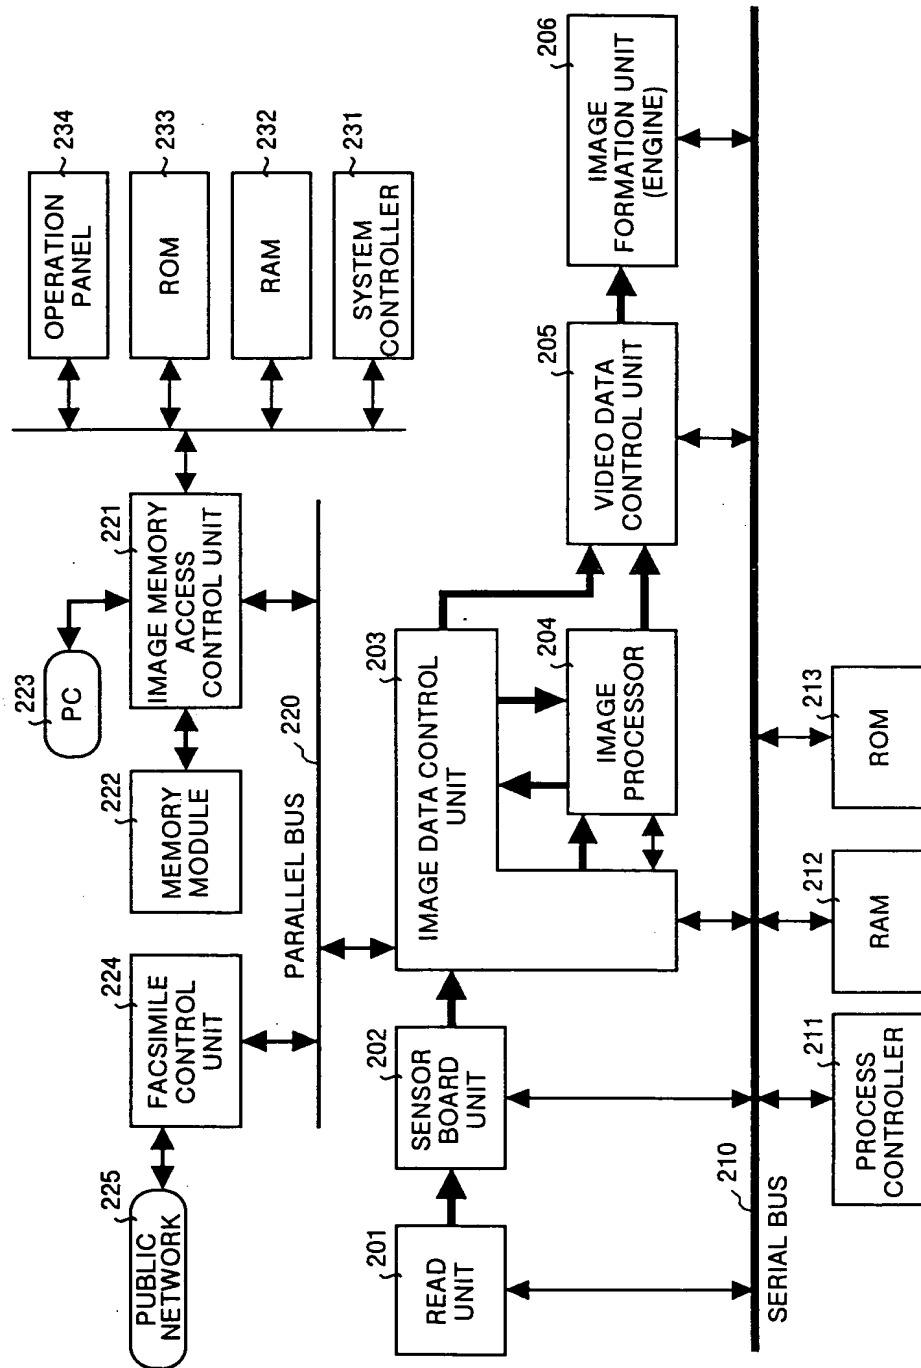 225
PUBLIC
NETWORK
224
FACSIMILE
CONTROL
UNIT
222
MEMORY
MODULE
223
PC
221
IMAGE MEMORY
ACCESS
CONTROL UNIT
234
OPERATION
PANEL
233
ROM
232
RAM
231
SYSTEM
CONTROLLER
PARALLEL BUS
220
201
READ
UNIT
202
SENSOR
BOARD
UNIT
203
IMAGE DATA CONTROL
UNIT
204
IMAGE
PROCESSOR
205
VIDEO DATA
CONTROL UNIT
206
IMAGE
FORMATION UNIT
(ENGINE)
210
SERIAL BUS
211
PROCESS
CONTROLLER
212
RAM
213
ROM